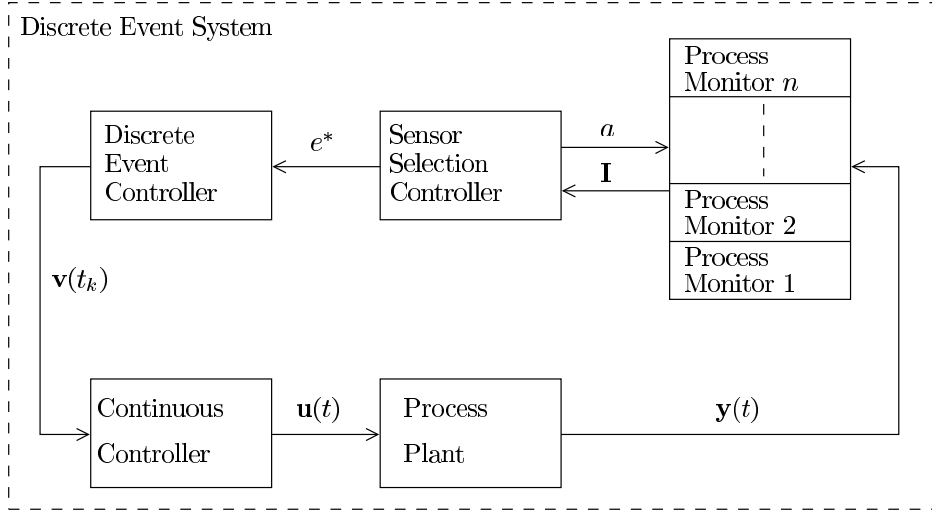 Discrete Event System
Process
Monitor n
Discrete
Event
Controller
e*
Sensor
Selection
Controller
a
I
Process
Monitor 2
Process
Monitor 1
v(tₖ)
Continuous
Controller
u(t)
Process
Plant
y(t)